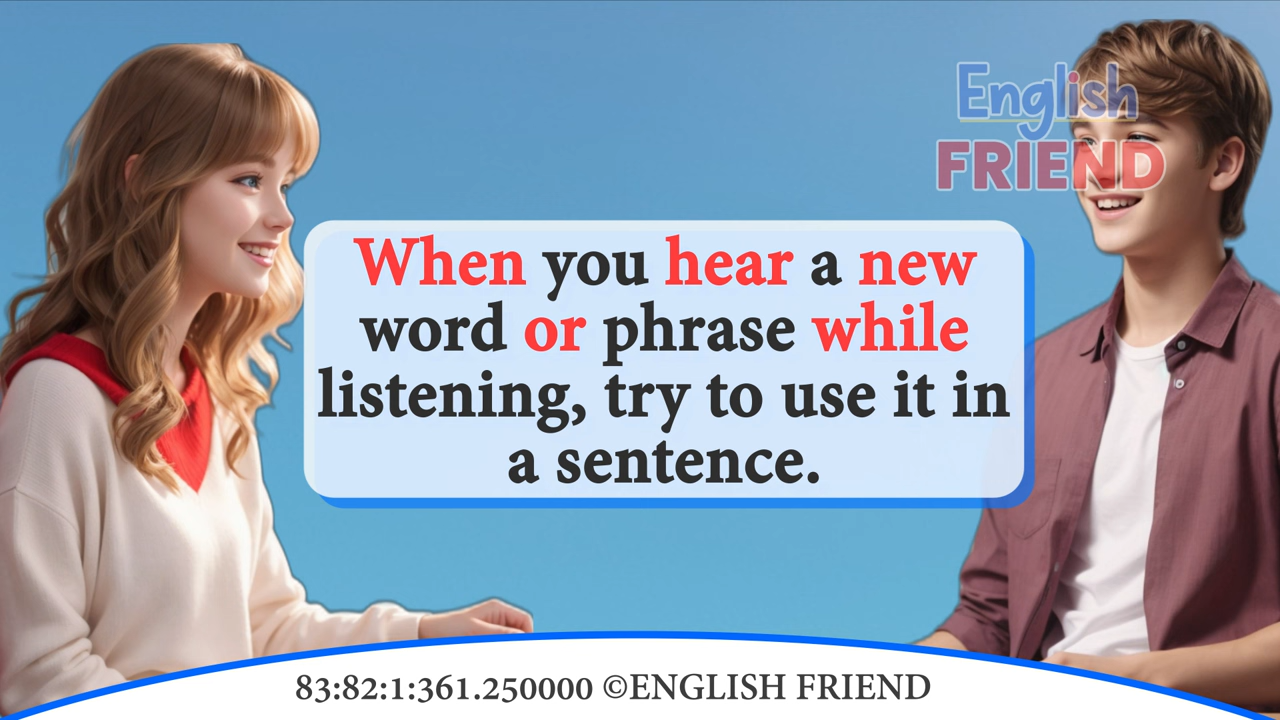 English
FRIEND
When you hear a new
word or phrase while
listening, try to use it in
a sentence.
83:82:1:361.250000 ©ENGLISH FRIEND